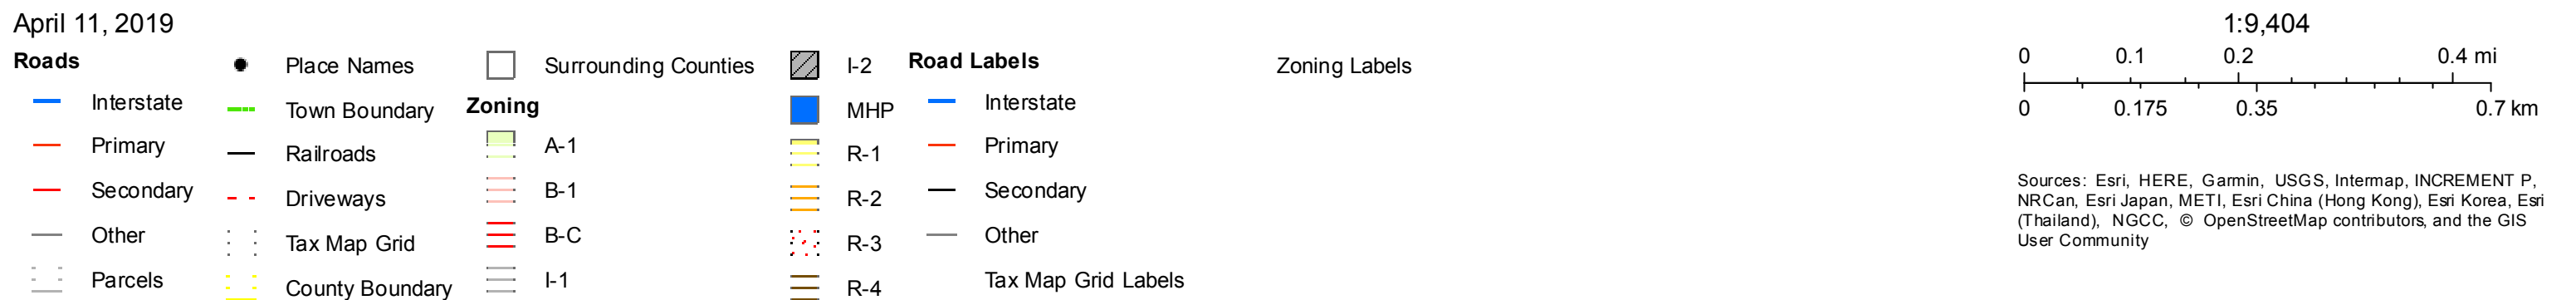 April 11, 2019
Roads
Interstate
Primary
Secondary
Other
Parcels
Place Names
Town Boundary
Railroads
Driveways
Tax Map Grid
County Boundary
Surrounding Counties
Zoning
A-1
B-1
B-C
I-1
I-2
MHP
R-1
R-2
R-3
R-4
Road Labels
Interstate
Primary
Secondary
Other
Tax Map Grid Labels
Zoning Labels
1:9,404
0 0.1 0.2 0.4 mi
0 0.175 0.35 0.7 km
Sources: Esri, HERE, Garmin, USGS, Intermap, INCREMENT P,
NRCan, Esri Japan, METI, Esri China (Hong Kong), Esri Korea, Esri
(Thailand), NGCC, © OpenStreetMap contributors, and the GIS
User Community